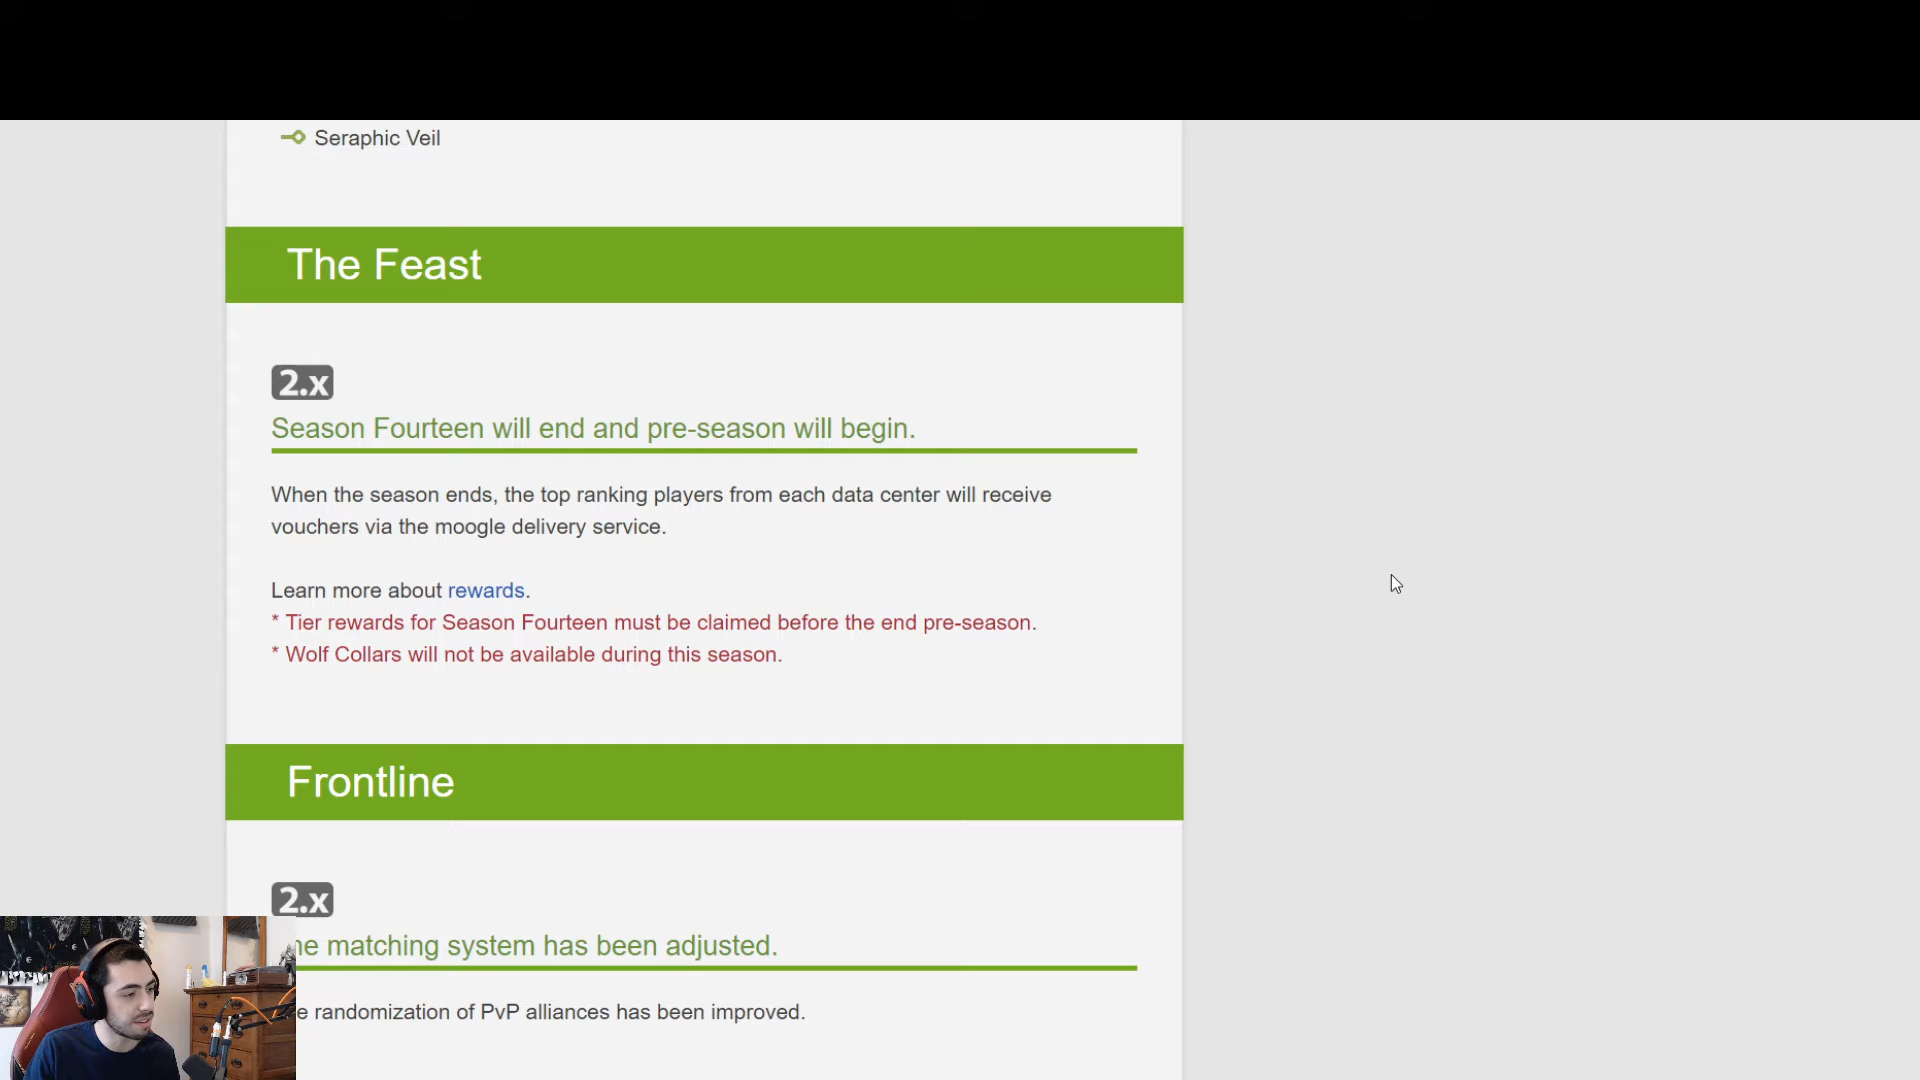 Seraphic Veil
The Feast
2.x
Season Fourteen will end and pre-season will begin.
When the season ends, the top ranking players from each data center will receive
vouchers via the moogle delivery service.
Learn more about rewards.
* Tier rewards for Season Fourteen must be claimed before the end pre-season.
* Wolf Collars will not be available during this season.
Frontline
2.x
he matching system has been adjusted.
e randomization of PvP alliances has been improved.